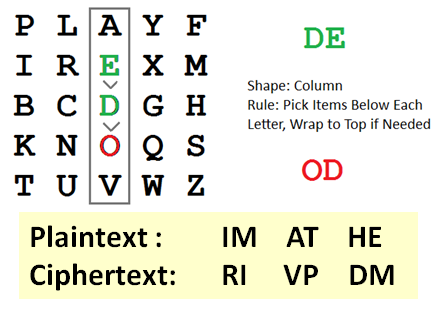 P L A Y F
I R E X M
B C D G H
K N O Q S
T U V W Z
DE
Shape: Column
Rule: Pick Items Below Each
Letter, Wrap to Top if Needed
OD
Plaintext : IM AT HE
Ciphertext: RI VP DM